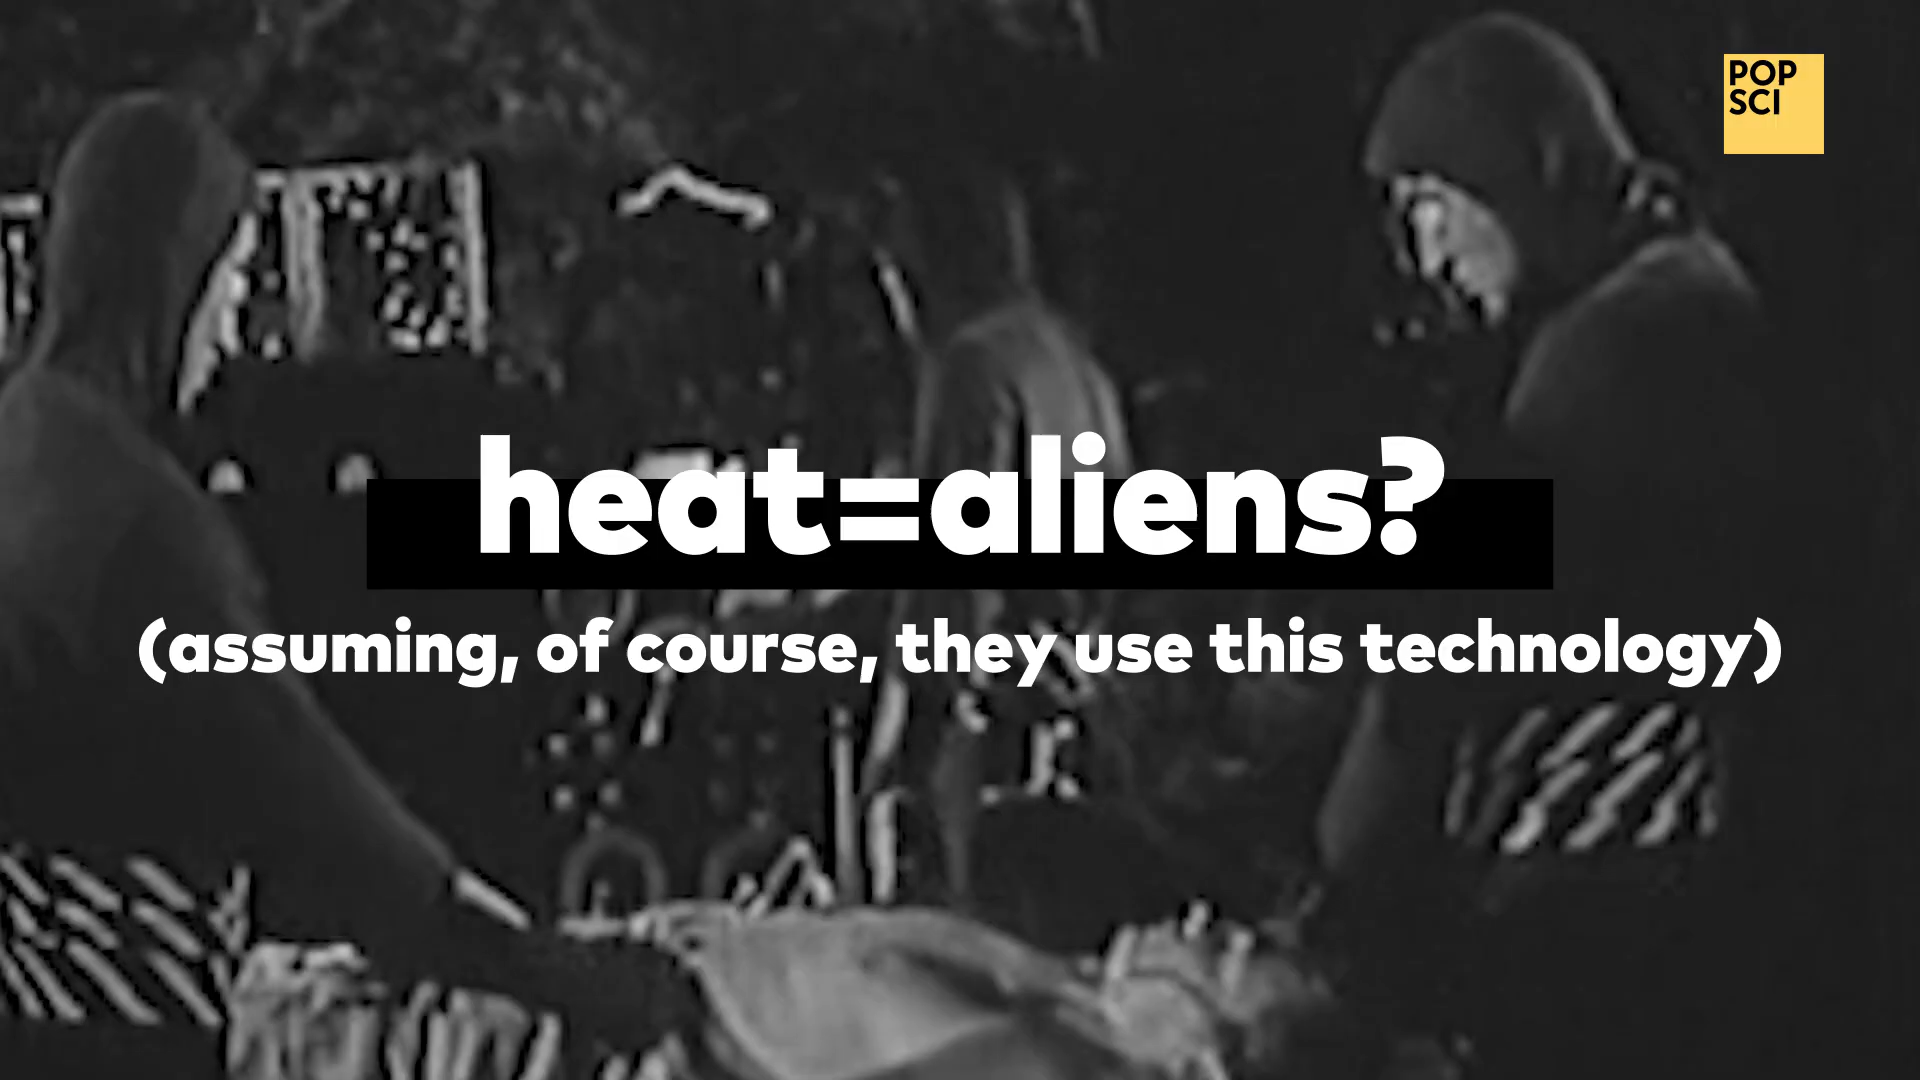 POP
SCI
heat=aliens?
(assuming, of course, they use this technology)